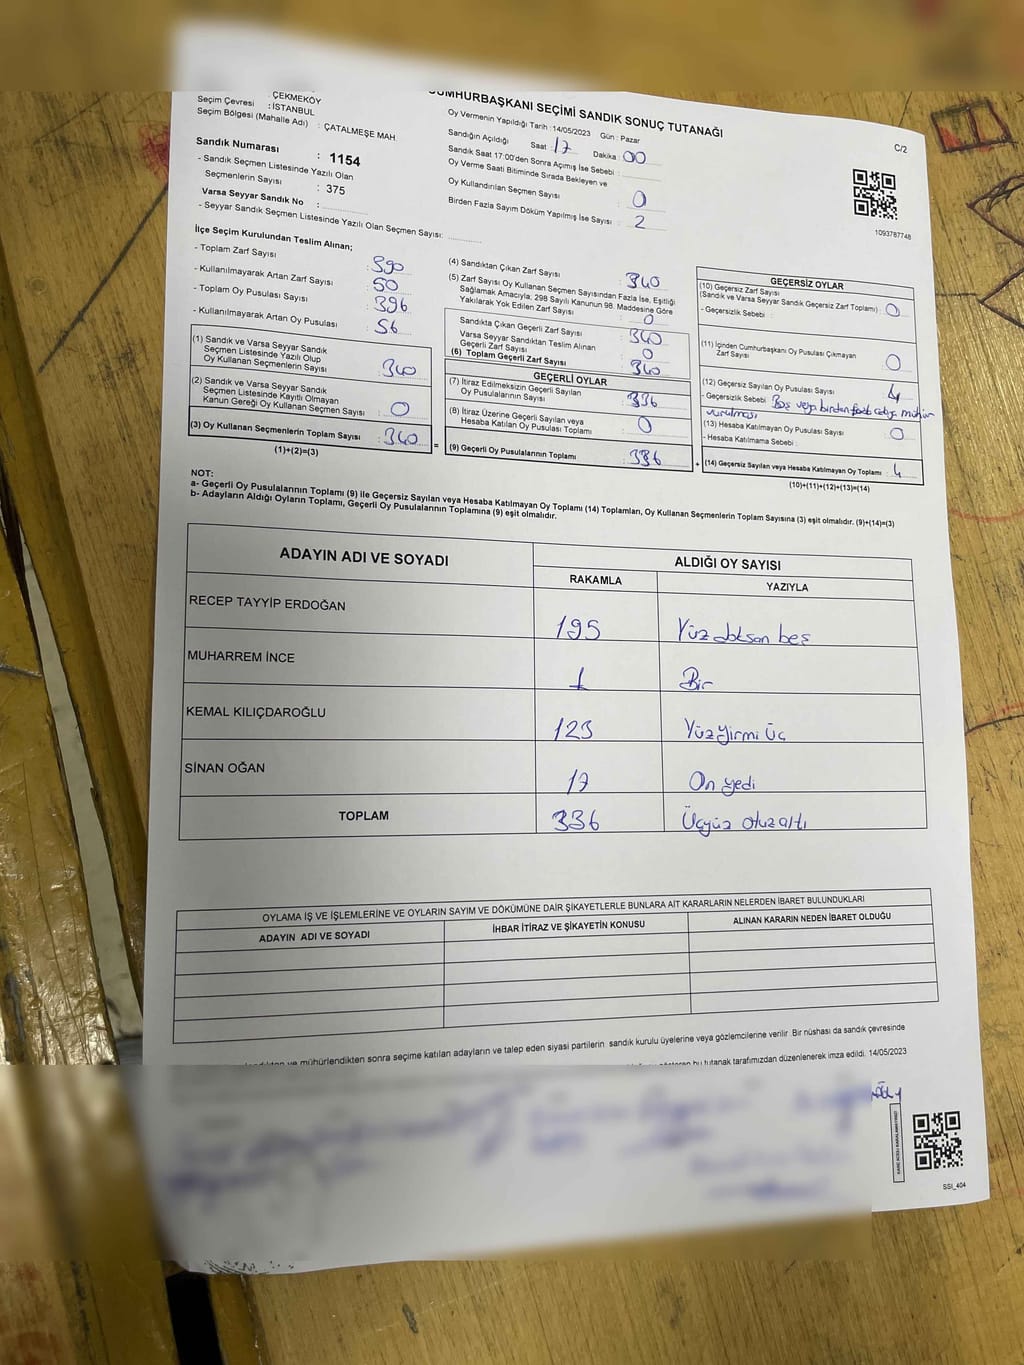 ÇEKMEKÖY
Seçim Çevresi : İSTANBUL
Seçim Bölgesi (Mahalle Adı) : ÇATALMEŞE MAH
Sandık Numarası : 1154
- Sandık Seçmen Listesinde Yazılı Olan
Seçmenlerin Sayısı : 375
Varsa Seyyar Sandık No :
- Seyyar Sandık Seçmen Listesinde Yazılı Olan Seçmen Sayısı:
CUMHURBAŞKANI SEÇİMİ SANDIK SONUÇ TUTANAĞI
Oy Vermenin Yapıldığı Tarih :14/05/2023 Gün : Pazar
Sandığın Açıldığı Saat : 17 Dakika : 00
Sandık Saat 17:00'den Sonra Açımış İse Sebebi :
Oy Verme Saati Bitiminde Sırada Bekleyen ve
Oy Kullandırılan Seçmen Sayısı : 0
Birden Fazla Sayım Döküm Yapılmış İse Sayısı : 2
C/2
1093787748
İlçe Seçim Kurulundan Teslim Alınan;
- Toplam Zarf Sayısı : 390
- Kullanılmayarak Artan Zarf Sayısı : 50
- Toplam Oy Pusulası Sayısı : 396
- Kullanılmayarak Artan Oy Pusulası : 56
(1) Sandık ve Varsa Seyyar Sandık
Seçmen Listesinde Yazılı Olup
Oy Kullanan Seçmenlerin Sayısı : 340
(2) Sandık ve Varsa Seyyar Sandık
Seçmen Listesinde Kayıtlı Olmayan
Kanun Gereği Oy Kullanan Seçmen Sayısı : 0
(3) Oy Kullanan Seçmenlerin Toplam Sayısı : 340
(1)+(2)=(3)
=
(4) Sandıktan Çıkan Zarf Sayısı : 340
(5) Zarf Sayısı Oy Kullanan Seçmen Sayısından Fazla İse, Eşitliği
Sağlamak Amacıyla; 298 Sayılı Kanunun 98. Maddesine Göre
Yakılarak Yok Edilen Zarf Sayısı : 0
Sandıkta Çıkan Geçerli Zarf Sayısı : 340
Varsa Seyyar Sandıktan Teslim Alınan
Geçerli Zarf Sayısı : 0
(6) Toplam Geçerli Zarf Sayısı : 340
GEÇERLİ OYLAR
(7) İtiraz Edilmeksizin Geçerli Sayılan
Oy Pusulalarının Sayısı : 336
(8) İtiraz Üzerine Geçerli Sayılan veya
Hesaba Katılan Oy Pusulası Toplamı : 0
(9) Geçerli Oy Pusulalarının Toplamı : 336
+
GEÇERSİZ OYLAR
(10) Geçersiz Zarf Sayısı
(Sandık ve Varsa Seyyar Sandık Geçersiz Zarf Toplamı) : 0
- Geçersizlik Sebebi :
(11) İçinden Cumhurbaşkanı Oy Pusulası Çıkmayan
Zarf Sayısı : 0
(12) Geçersiz Sayılan Oy Pusulası Sayısı : 4
- Geçersizlik Sebebi : Boş veya birden fazla adaya mühür
vurulması
(13) Hesaba Katılmayan Oy Pusulası Sayısı : 0
- Hesaba Katılmama Sebebi :
(14) Geçersiz Sayılan veya Hesaba Katılmayan Oy Toplamı : 4
(10)+(11)+(12)+(13)=(14)
NOT:
a- Geçerli Oy Pusulasının Toplamı (9) ile Geçersiz Sayılan veya Hesaba Katılmayan Oy Toplamı (14) Toplamları, Oy Kullanan Seçmenlerin Toplam Sayısına (3) eşit olmalıdır. (9)+(14)=(3)
b- Adayların Aldığı Oyların Toplamı, Geçerli Oy Pusulalarının Toplamına (9) eşit olmalıdır.
ADAYIN ADI VE SOYADI ALDIĞI OY SAYISI
RAKAMLA YAZIYLA
RECEP TAYYİP ERDOĞAN 195 Yüz doksan beş
MUHARREM İNCE 1 Bir
KEMAL KILIÇDAROĞLU 123 Yüz yirmi üç
SİNAN OĞAN 17 On yedi
TOPLAM 336 Üçyüz otuz altı
OYLAMA İŞ VE İŞLEMLERİNE VE OYLARIN SAYIM VE DÖKÜMÜNE DAİR ŞİKAYETLERLE BUNLARA AİT KARARLARIN NELERDEN İBARET BULUNDUKLARI
ADAYIN ADI VE SOYADI İHBAR İTİRAZ VE ŞİKAYETİN KONUSU ALINAN KARARIN NEDEN İBARET OLDUĞU
ve mühürlendikten sonra seçime katılan adayların ve talep eden siyasi partilerin sandık kurulu üyelerine veya gözlemcilerine verilir. Bir nüshası da sandık çevresinde
bu tutanak tarafımızdan düzenlenerek imza edildi. 14/05/2023
SSI_404